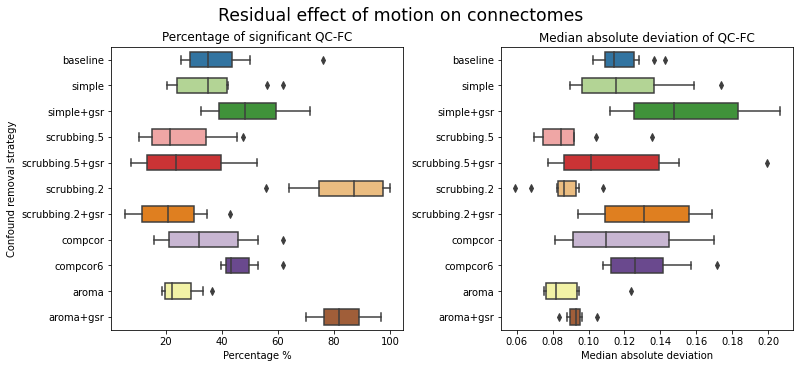 Residual effect of motion on connectomes
Percentage of significant QC-FC
Confound removal strategy
baseline
simple
simple+gsr
scrubbing.5
scrubbing.5+gsr
scrubbing.2
scrubbing.2+gsr
compcor
compcor6
aroma
aroma+gsr
20 40 60 80 100
Percentage %
Median absolute deviation of QC-FC
baseline
simple
simple+gsr
scrubbing.5
scrubbing.5+gsr
scrubbing.2
scrubbing.2+gsr
compcor
compcor6
aroma
aroma+gsr
0.06 0.08 0.10 0.12 0.14 0.16 0.18 0.20
Median absolute deviation